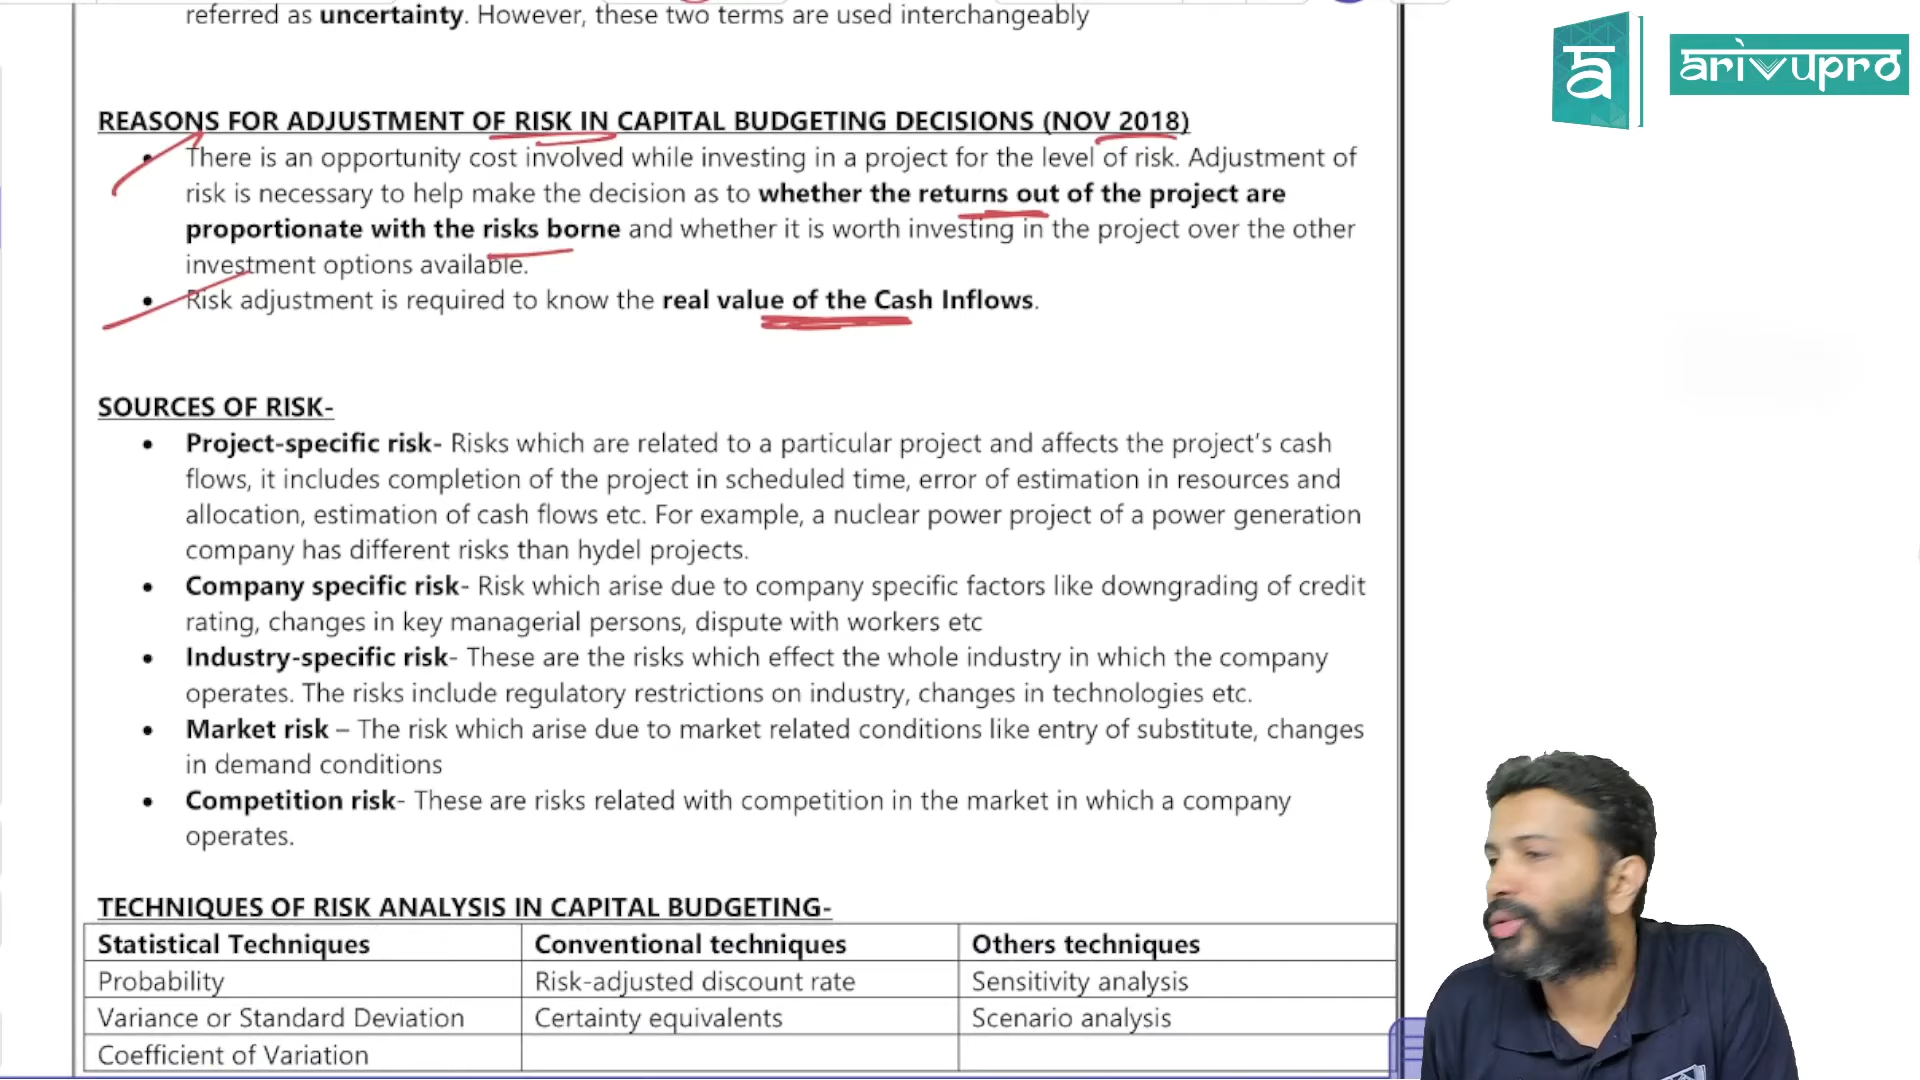 referred as uncertainty. However, these two terms are used interchangeably
arivupro
REASONS FOR ADJUSTMENT OF RISK IN CAPITAL BUDGETING DECISIONS (NOV 2018)
• There is an opportunity cost involved while investing in a project for the level of risk. Adjustment of
risk is necessary to help make the decision as to whether the returns out of the project are
proportionate with the risks borne and whether it is worth investing in the project over the other
investment options available.
• Risk adjustment is required to know the real value of the Cash Inflows.
SOURCES OF RISK-
• Project-specific risk- Risks which are related to a particular project and affects the project's cash
flows, it includes completion of the project in scheduled time, error of estimation in resources and
allocation, estimation of cash flows etc. For example, a nuclear power project of a power generation
company has different risks than hydel projects.
• Company specific risk- Risk which arise due to company specific factors like downgrading of credit
rating, changes in key managerial persons, dispute with workers etc
• Industry-specific risk- These are the risks which effect the whole industry in which the company
operates. The risks include regulatory restrictions on industry, changes in technologies etc.
• Market risk – The risk which arise due to market related conditions like entry of substitute, changes
in demand conditions
• Competition risk- These are risks related with competition in the market in which a company
operates.
TECHNIQUES OF RISK ANALYSIS IN CAPITAL BUDGETING-
Statistical Techniques Conventional techniques Others techniques
Probability Risk-adjusted discount rate Sensitivity analysis
Variance or Standard Deviation Certainty equivalents Scenario analysis
Coefficient of Variation